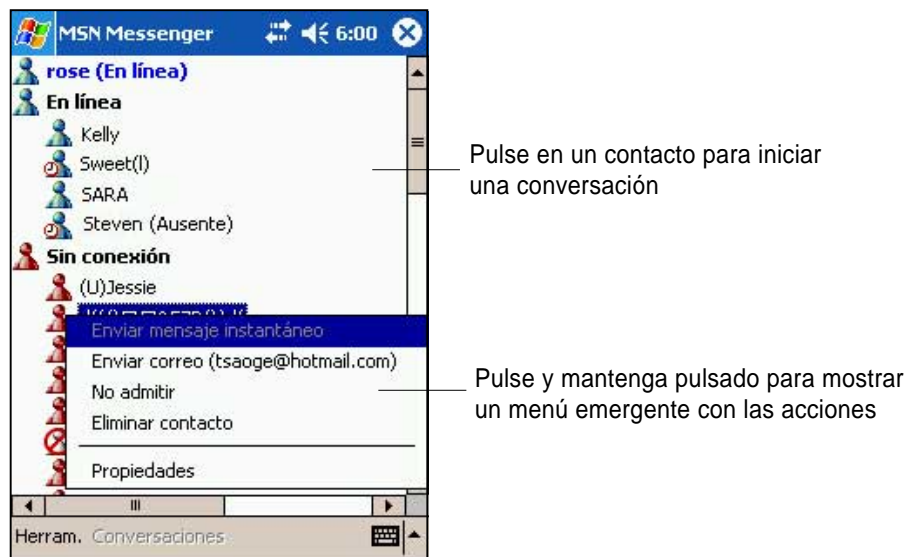 MSN Messenger 6:00
rose (En línea)
En línea
Kelly
Sweet(l)
SARA
Steven (Ausente)
Sin conexión
(U)Jessie
Enviar mensaje instantáneo
Enviar correo (tsaoge@hotmail.com)
No admitir
Eliminar contacto
Propiedades
Herram. Conversaciones
Pulse en un contacto para iniciar
una conversación
Pulse y mantenga pulsado para mostrar
un menú emergente con las acciones